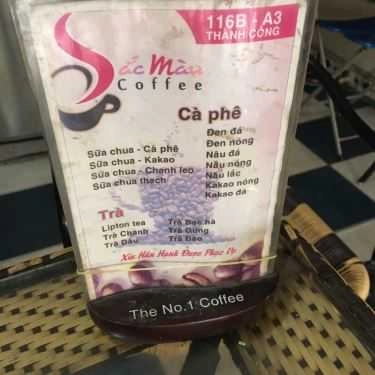 116B - A3
THÀNH CÔNG
Sắc Màu
Coffee
Cà phê
Đen đá
Đen nóng
Nâu đá
Nâu nóng
Nâu lắc
Kakao nóng
Kakao đá
Sữa chua - Cà phê
Sữa chua - Kakao
Sữa chua - Chanh leo
Sữa chua thạch
Trà
Lipton tea
Trà Chanh
Trà Dâu
Trà Bạc hà
Trà Gừng
Trà Đào
Xin Hân Hạnh Được Phục Vụ
The No.1 Coffee